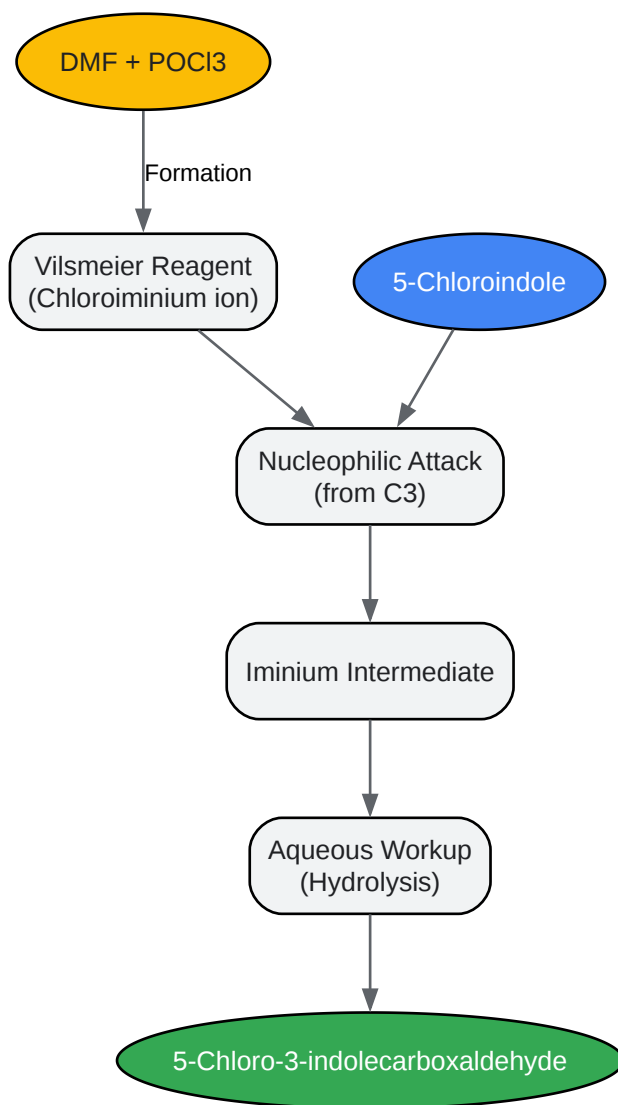 DMF + POCl3
Formation
Vilsmeier Reagent
(Chloroiminium ion)
5-Chloroindole
Nucleophilic Attack
(from C3)
Iminium Intermediate
Aqueous Workup
(Hydrolysis)
5-Chloro-3-indolecarboxaldehyde